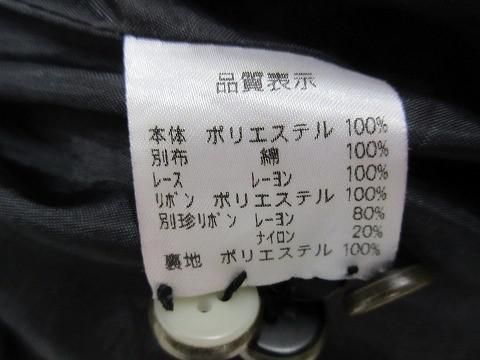 品質表示
本体 ポリエステル 100%
別布 綿 100%
レース レーヨン 100%
リボン ポリエステル 100%
別珍リボン レーヨン 80%
ナイロン 20%
裏地 ポリエステル 100%